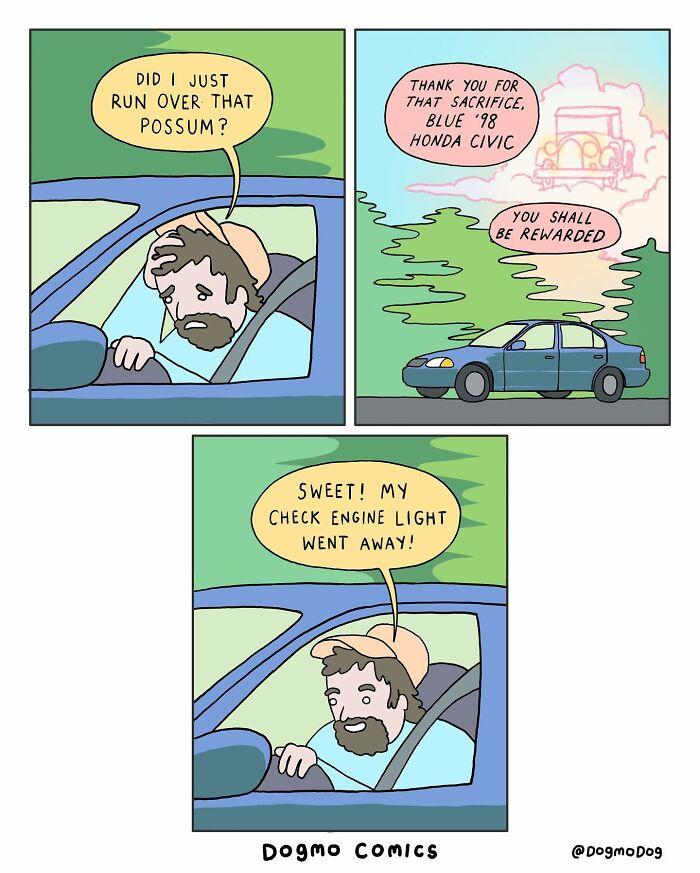 DID I JUST
RUN OVER THAT
POSSUM?
THANK YOU FOR
THAT SACRIFICE,
BLUE '98
HONDA CIVIC
YOU SHALL
BE REWARDED
SWEET! MY
CHECK ENGINE LIGHT
WENT AWAY!
DOgmo ComIcs
@DogmoDog